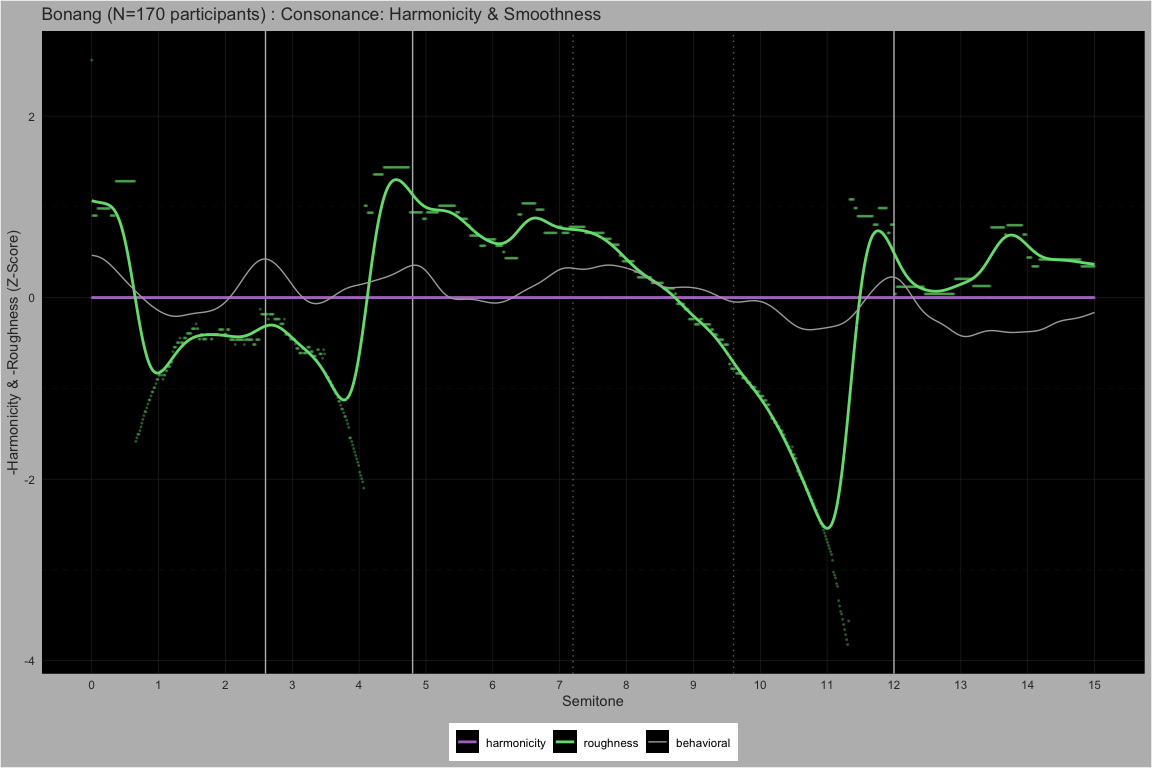 Bonang (N=170 participants) : Consonance: Harmonicity & Smoothness
-Harmonicity & -Roughness (Z-Score)
2
0
-2
-4
0 1 2 3 4 5 6 7 8 9 10 11 12 13 14 15
Semitone
harmonicity roughness behavioral